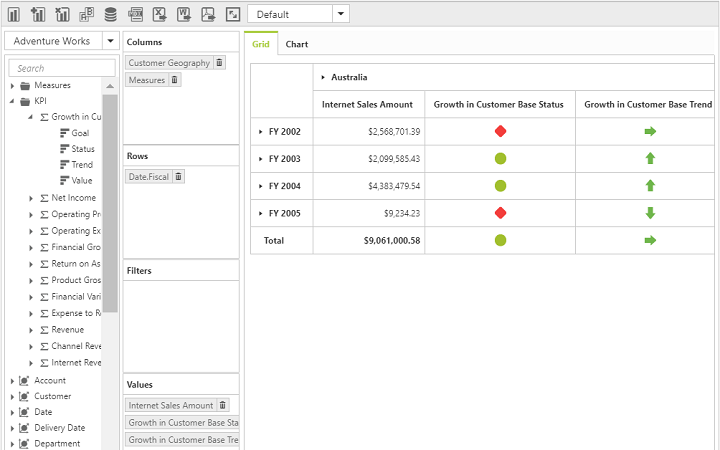 Default
Adventure Works
Search
Measures
KPI
Growth in Cu
Goal
Status
Trend
Value
Net Income
Operating Pr
Operating Ex
Financial Gro
Return on As
Product Gros
Financial Vari
Expense to Re
Revenue
Channel Reve
Internet Reve
Account
Customer
Date
Delivery Date
Department
Columns
Customer Geography
Measures
Rows
Date.Fiscal
Filters
Values
Internet Sales Amount
Growth in Customer Base Sta
Growth in Customer Base Tre
Grid Chart
Australia
Internet Sales Amount Growth in Customer Base Status Growth in Customer Base Trend
FY 2002 $2,568,701.39
FY 2003 $2,099,585.43
FY 2004 $4,383,479.54
FY 2005 $9,234.23
Total $9,061,000.58